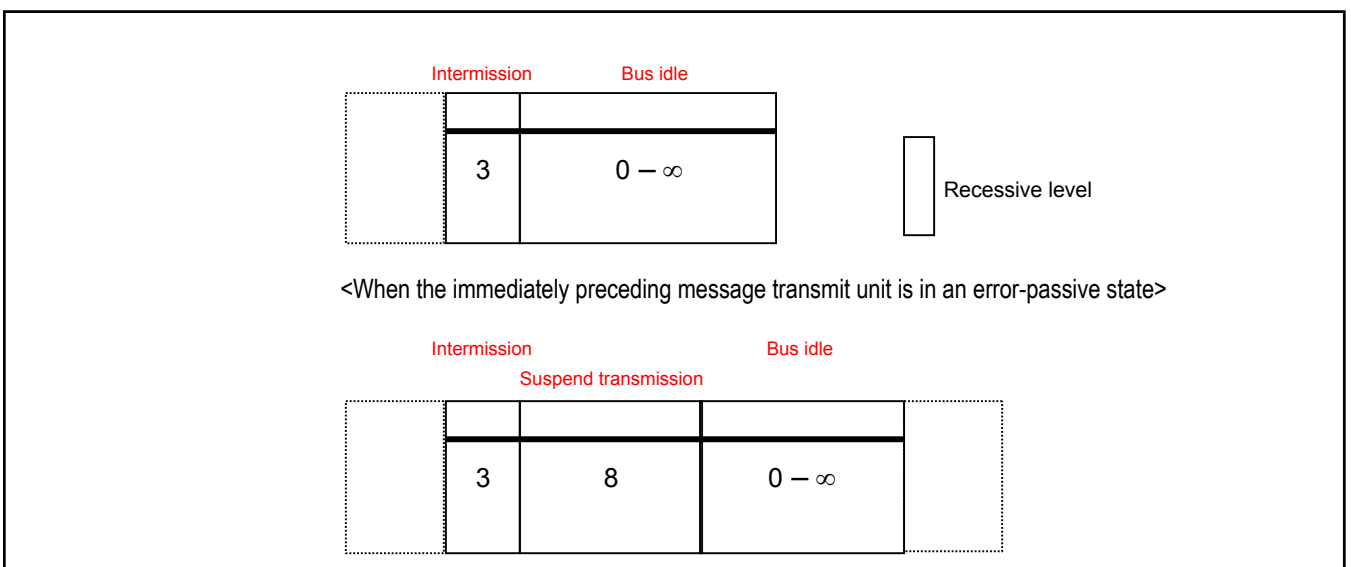 Intermission Bus idle
3 0 – ∞
Recessive level
<When the immediately preceding message transmit unit is in an error-passive state>
Intermission Bus idle
Suspend transmission
3 8 0 – ∞